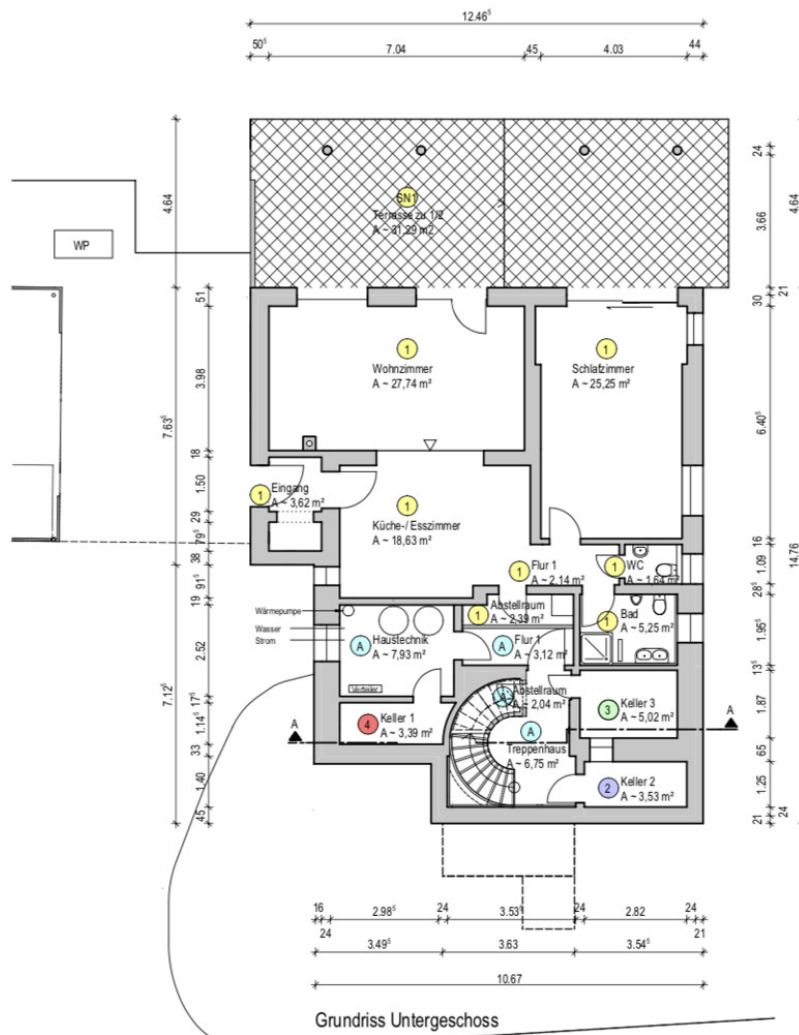 12.46⁵
50⁵
7.04
45
4.03
44
4.64
24
3.66
4.64
SN1
Terrasse zu 1/2
A ~ 31,29 m2
WP
21
30
51
1
Wohnzimmer
A ~ 27,74 m²
1
Schlafzimmer
A ~ 25,25 m²
3.98
6.40⁵
7.63⁵
18
1.50
1
Eingang
A ~ 3,62 m²
1
Küche-/ Esszimmer
A ~ 18,63 m²
29
79⁵
38
16
14.76
1.09
1
Flur 1
A ~ 2,14 m²
1
WC
A ~ 1,64 m²
91⁵
28⁵
19
Wärmepumpe
Wasser
Strom
A
Haustechnik
A ~ 7,93 m²
1
Abstellraum
A ~ 2,39 m²
1
Bad
A ~ 5,25 m²
1.95
2.52
A
Flur 1
A ~ 3,12 m²
13⁵
7.12⁵
Verteiler
A
Abstellraum
A ~ 2,04 m²
17⁵
1.14⁵
4
Keller 1
A ~ 3,39 m²
3
Keller 3
A ~ 5,02 m²
1.87
A
A
A
Treppenhaus
A ~ 6,75 m²
33
65
1.40
2
Keller 2
A ~ 3,53 m²
1.25
45
21
24
16
24
2.98⁵
24
3.53⁵
24
2.82
24
21
3.49⁵
3.63
3.54⁵
10.67
Grundriss Untergeschoss